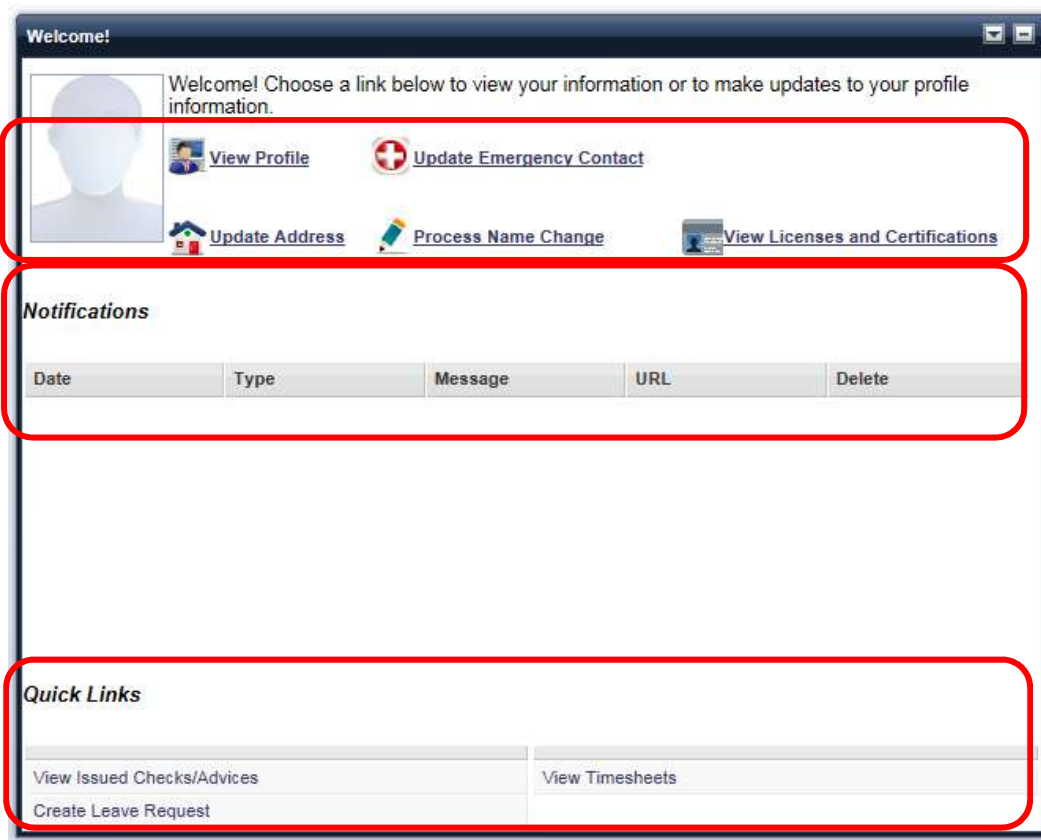 Welcome!
Welcome! Choose a link below to view your information or to make updates to your profile
information.
View Profile Update Emergency Contact
Update Address Process Name Change View Licenses and Certifications
Notifications
Date Type Message URL Delete
Quick Links
View Issued Checks/Advices View Timesheets
Create Leave Request